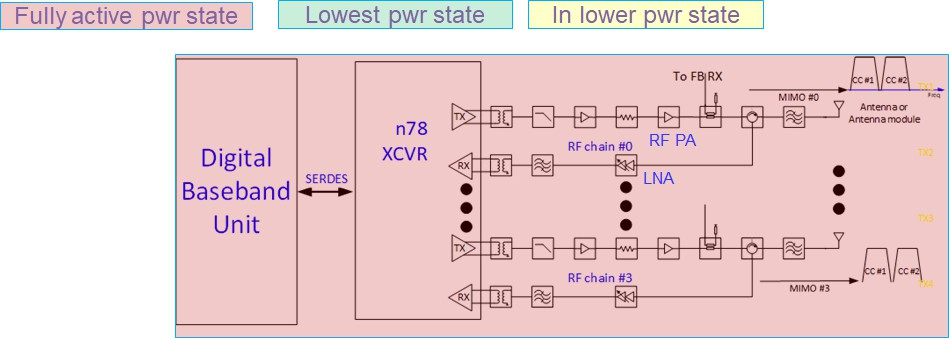 Fully active pwr state
Lowest pwr state
In lower pwr state
To FB RX
CC #1
CC #2
TX1
Freq
MIMO #0
Antenna or
Antenna module
TX
n78
XCVR
RF chain #0
RF PA
TX2
Digital
Baseband
Unit
SERDES
RX
LNA
TX3
TX
RF chain #3
CC #1
CC #2
TX4
MIMO #3
RX